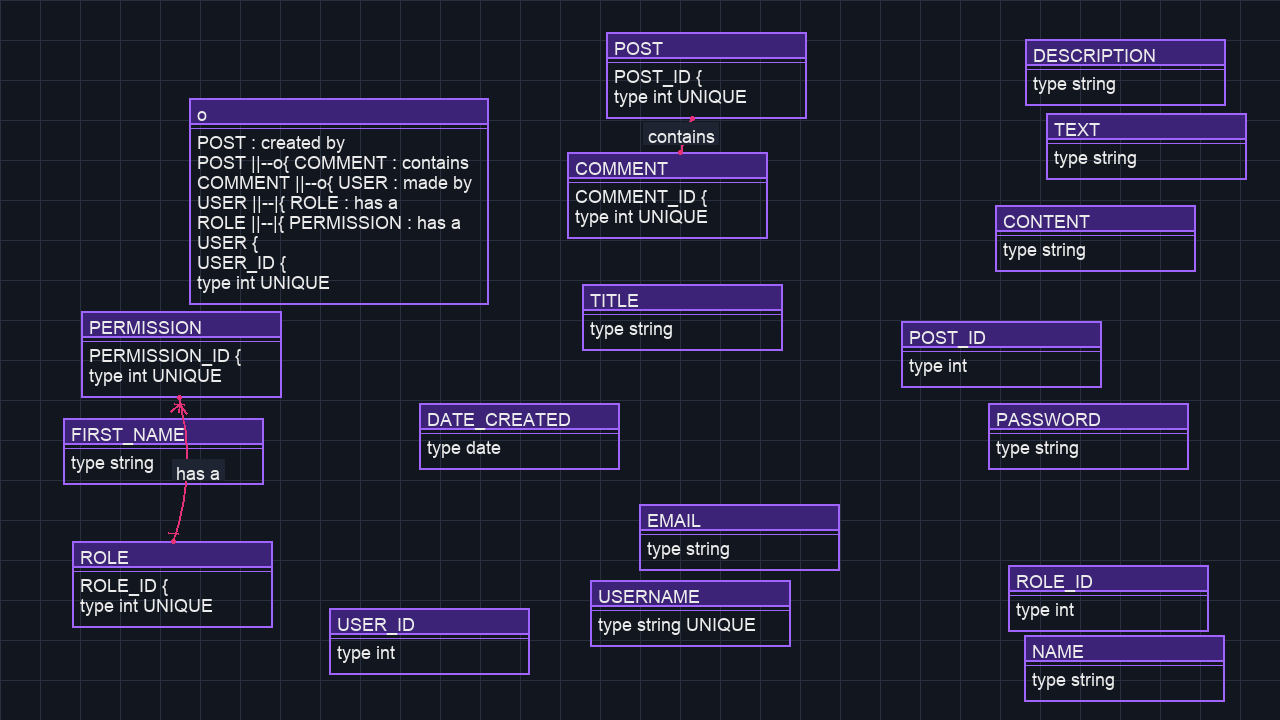 POST
POST_ID {
type int UNIQUE
contains
COMMENT
COMMENT_ID {
type int UNIQUE
DESCRIPTION
type string
TEXT
type string
o
POST : created by
POST ||--o{ COMMENT : contains
COMMENT ||--o{ USER : made by
USER ||--|{ ROLE : has a
ROLE ||--|{ PERMISSION : has a
USER {
USER_ID {
type int UNIQUE
CONTENT
type string
TITLE
type string
PERMISSION
PERMISSION_ID {
type int UNIQUE
POST_ID
type int
DATE_CREATED
type date
PASSWORD
type string
FIRST_NAME
type string
has a
EMAIL
type string
ROLE
ROLE_ID {
type int UNIQUE
USERNAME
type string UNIQUE
ROLE_ID
type int
USER_ID
type int
NAME
type string